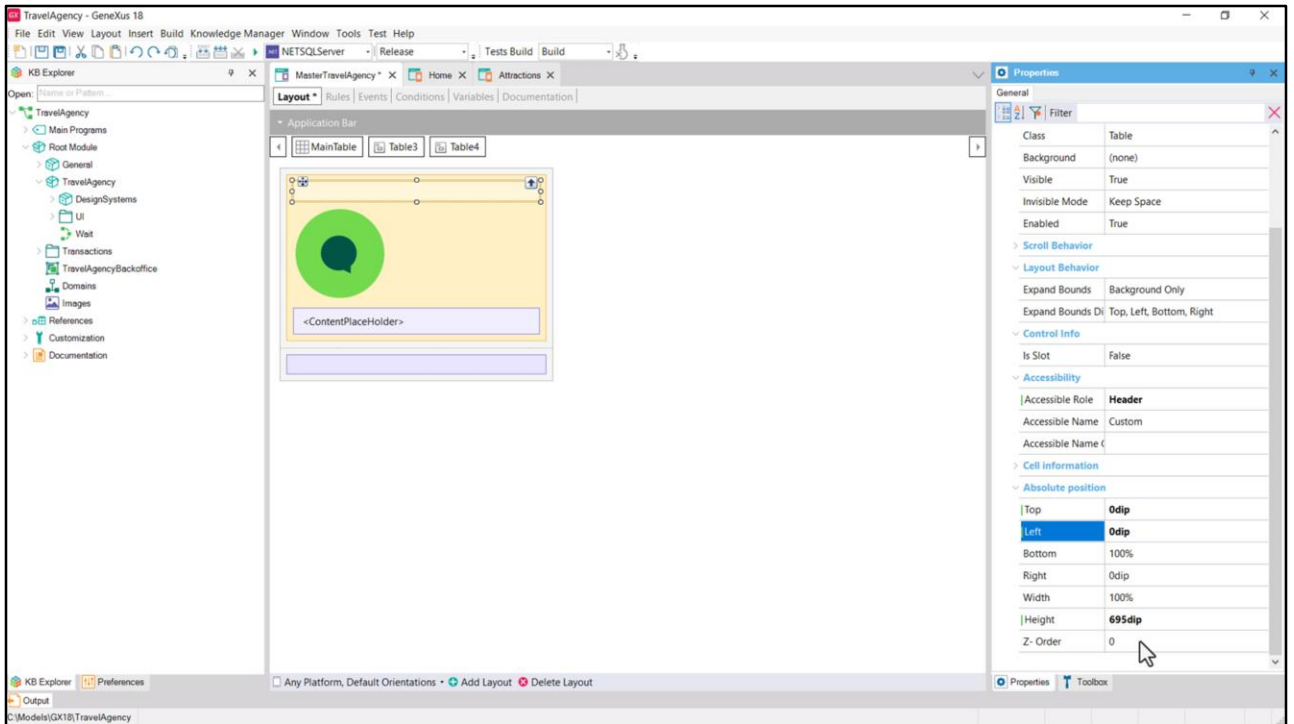 TravelAgency - GeneXus 18
File Edit View Layout Insert Build Knowledge Manager Window Tools Test Help
NETSQLServer Release Tests Build Build
KB Explorer
Open: Name or Pattern...
TravelAgency
Main Programs
Root Module
General
TravelAgency
DesignSystems
UI
Wait
Transactions
TravelAgencyBackoffice
Domains
Images
References
Customization
Documentation
KB Explorer Preferences
Output
C:\Models\GX18\TravelAgency
MasterTravelAgency * Home Attractions
Layout * Rules Events Conditions Variables Documentation
Application Bar
MainTable Table3 Table4
<ContentPlaceHolder>
Any Platform, Default Orientations Add Layout Delete Layout
Properties
General
Filter
Class Table
Background (none)
Visible True
Invisible Mode Keep Space
Enabled True
Scroll Behavior
Layout Behavior
Expand Bounds Background Only
Expand Bounds Di Top, Left, Bottom, Right
Control Info
Is Slot False
Accessibility
Accessible Role Header
Accessible Name Custom
Accessible Name (
Cell information
Absolute position
Top 0dip
Left 0dip
Bottom 100%
Right 0dip
Width 100%
Height 695dip
Z- Order 0
Properties Toolbox